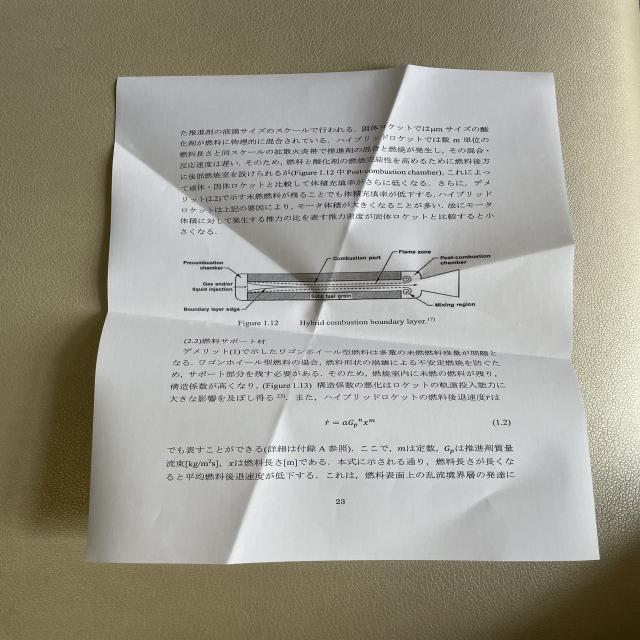 た推進剤の液滴サイズのスケールで行われる. 固体ロケットではμm サイズの酸
化剤が燃料に物理的に混合されている. ハイブリッドロケットでは数 m 単位の
燃料長さと同スケールの拡散火炎帯で推進剤の混合と燃焼が発生し, その混合・
反応速度は遅い. そのため, 燃料と酸化剤の燃焼完結性を高めるために燃料後方
に後部燃焼室を設けられるが(Figure 1.12 中 Post-combustion chamber), これによっ
て液体・固体ロケットと比較して体積充填率がさらに低くなる. さらに, デメ
リット(2.2)で示す未燃燃料が残ることでも体積充填率が低下する. ハイブリッド
ロケットは上記の要因により, モータ体積が大きくなることが多い. 故にモータ
体積に対して発生する推力の比を表す推力密度が固体ロケットと比較すると小
さくなる.
Precombustion chamber
Gas and/or liquid injection
Boundary layer edge
Combustion port
Flame zone
Post-combustion chamber
Solid fuel grain
Mixing region
Figure 1.12 Hybrid combustion boundary layer.17)
(2.2)燃料サポート材
デメリット(1)で示したワゴンホイール型燃料は多量の未燃燃料残量が問題と
なる. ワゴンホイール型燃料の場合, 燃料形状の崩壊による不安定燃焼を防ぐた
め, サポート部分を残す必要がある. そのため, 燃焼室内に未燃の燃料が残り,
構造係数が高くなり, (Figure 1.13) 構造係数の悪化はロケットの軌道投入能力に
大きな影響を及ぼし得る 23). また, ハイブリッドロケットの燃料後退速度ṙは
ṙ = aGₚⁿxᵐ (1.2)
でも表すことができる(詳細は付録 A 参照). ここで, mは定数, Gₚは推進剤質量
流束[kg/m²s], xは燃料長さ[m]である. 本式に示される通り, 燃料長さが長くな
ると平均燃料後退速度が低下する. これは, 燃料表面上の乱流境界層の発達に
23